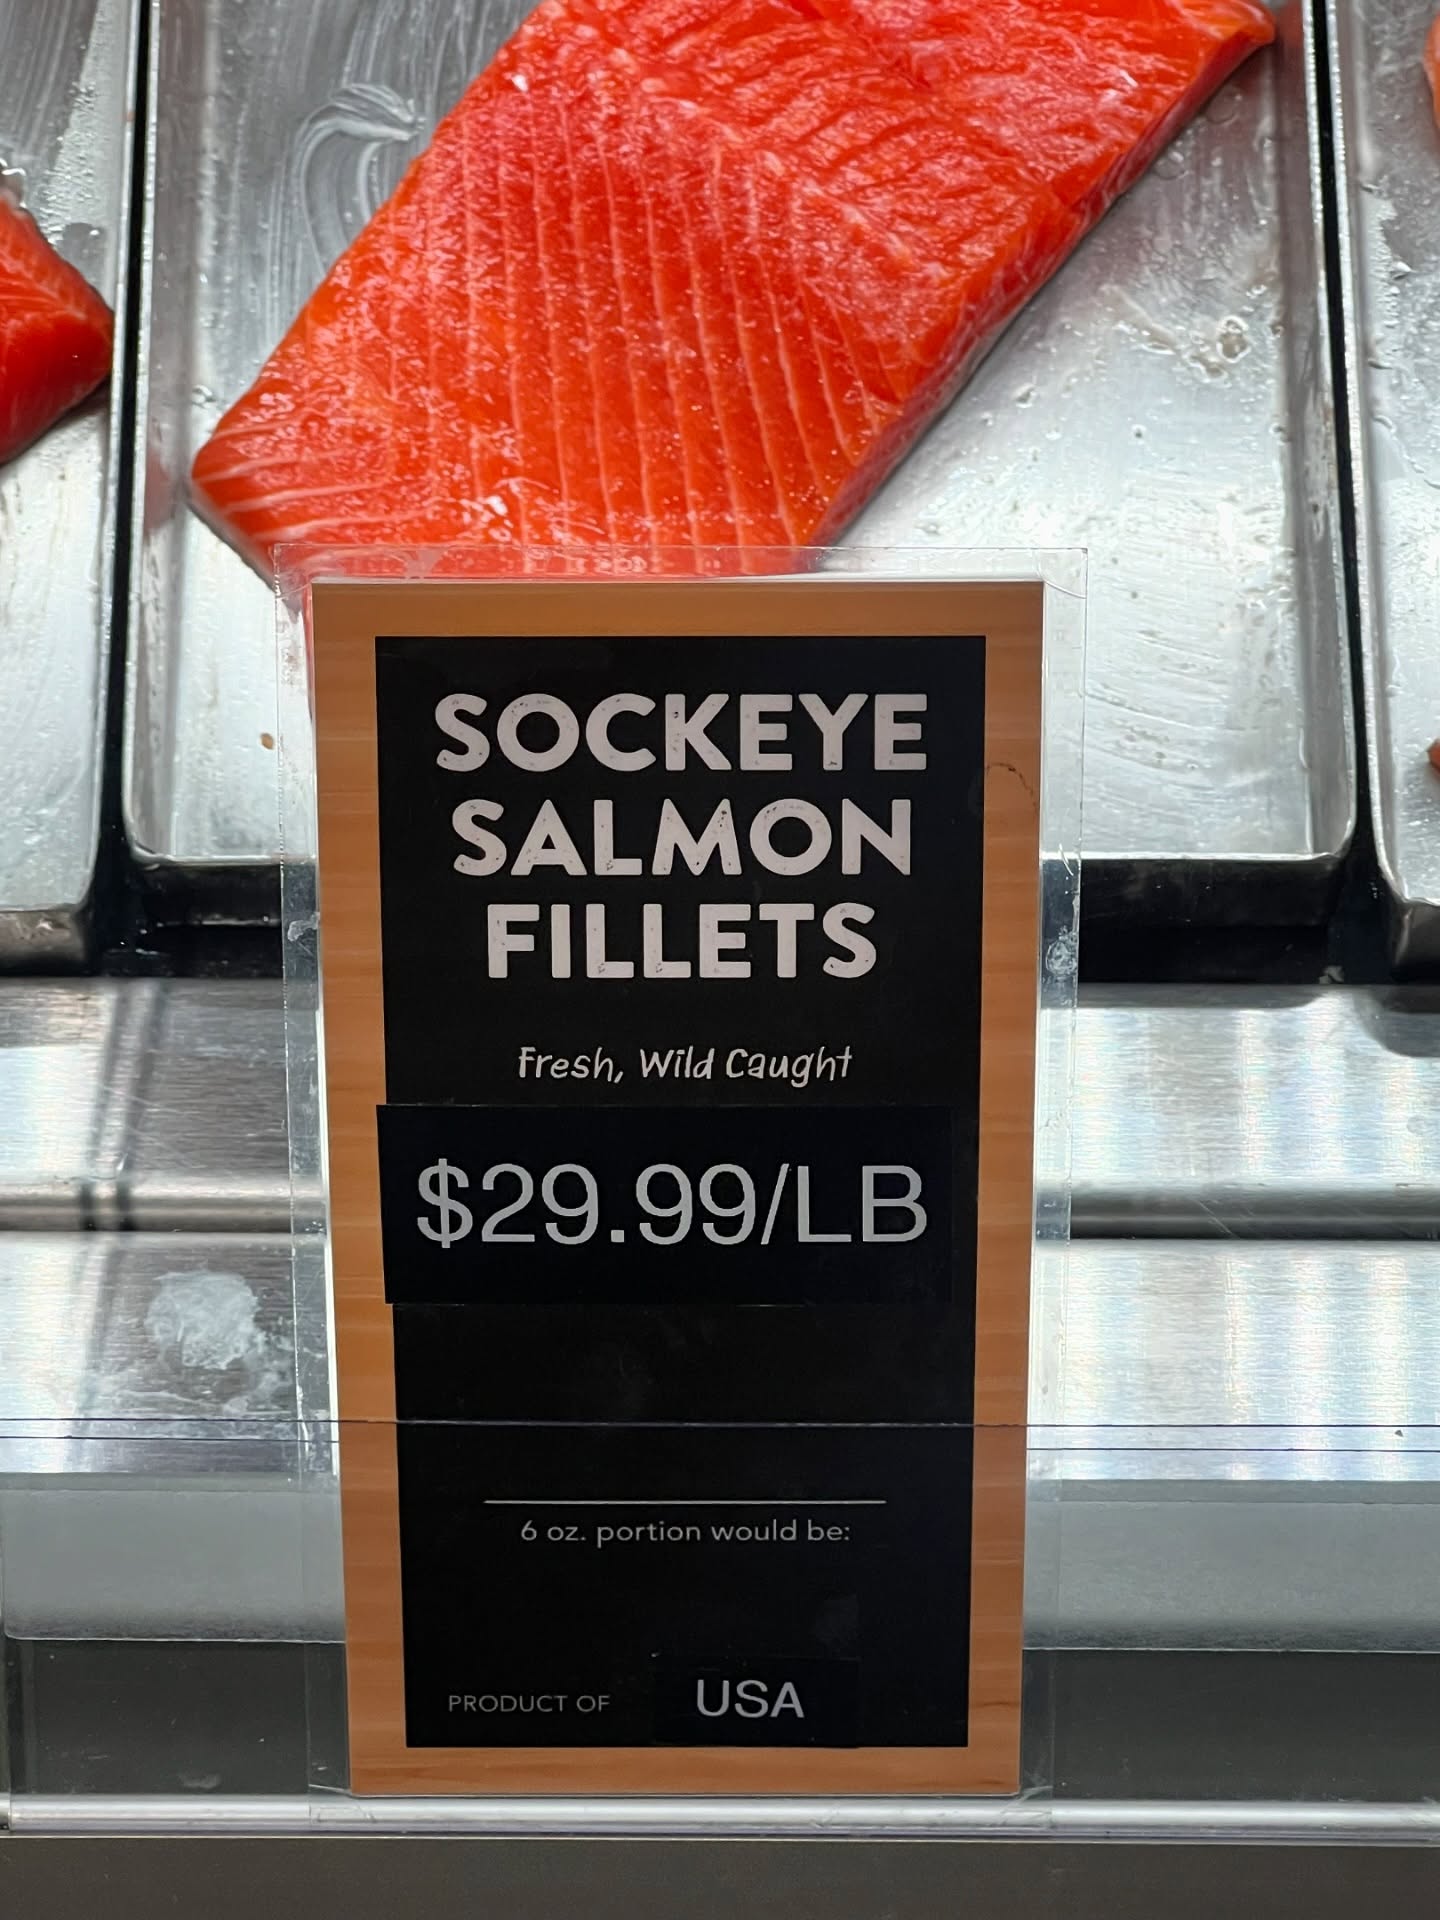 SOCKEYE
SALMON
FILLETS
Fresh, Wild Caught
$29.99/LB
6 oz. portion would be:
PRODUCT OF USA